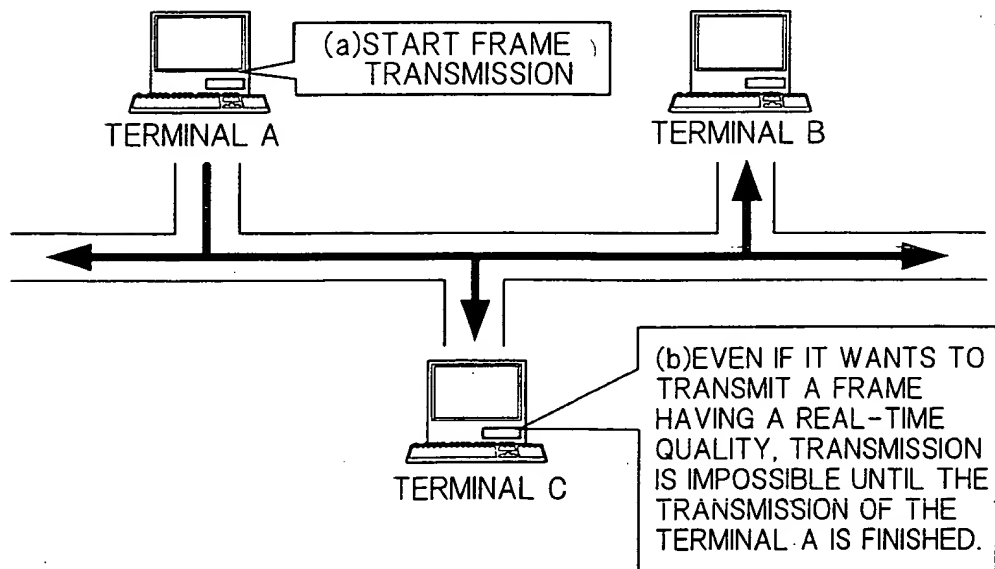 (a)START FRAME
TRANSMISSION
TERMINAL A
TERMINAL B
TERMINAL C
(b)EVEN IF IT WANTS TO
TRANSMIT A FRAME
HAVING A REAL-TIME
QUALITY, TRANSMISSION
IS IMPOSSIBLE UNTIL THE
TRANSMISSION OF THE
TERMINAL A IS FINISHED.